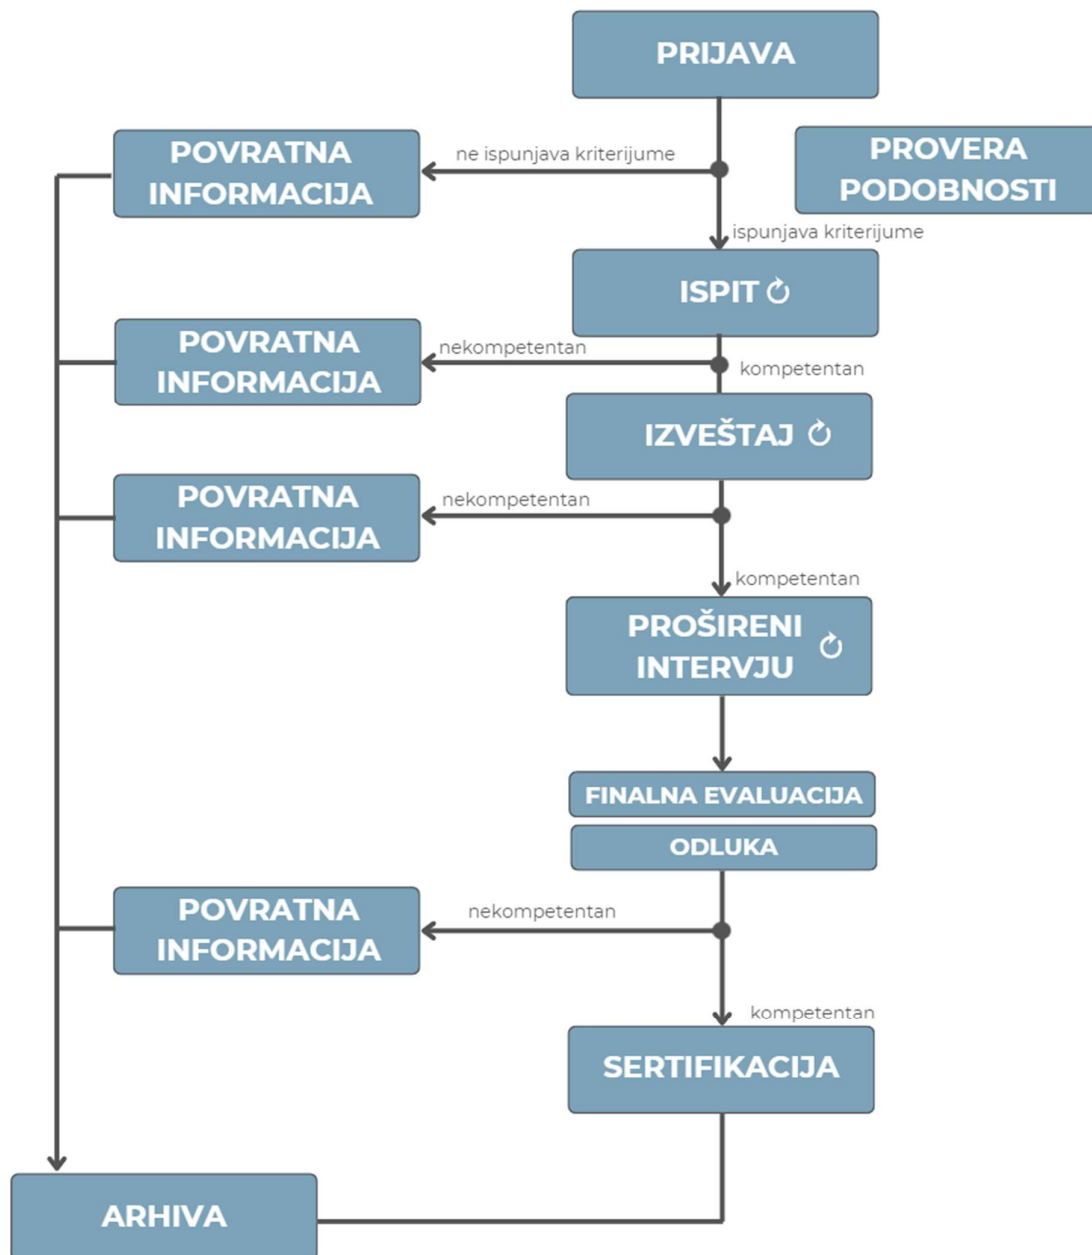 PRIJAVA
POVRATNA
INFORMACIJA
ne ispunjava kriterijume
PROVERA
PODOBNOSTI
ispunjava kriterijume
ISPIT
POVRATNA
INFORMACIJA
nekompetentan
kompetentan
IZVEŠTAJ
POVRATNA
INFORMACIJA
nekompetentan
kompetentan
PROŠIRENI
INTERVJU
FINALNA EVALUACIJA
ODLUKA
POVRATNA
INFORMACIJA
nekompetentan
kompetentan
SERTIFIKACIJA
ARHIVA